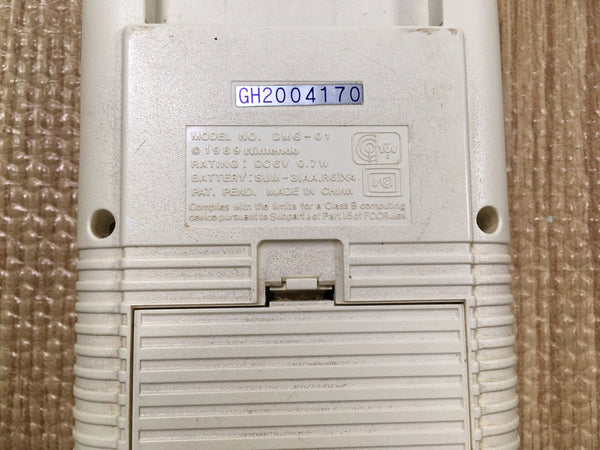 GH2004170
MODEL NO. DMG-01
© 1989 Nintendo
RATING: DC6V 0.7W
BATTERY: SUM-3(AA,R6)X4
PAT. PEND. MADE IN CHINA
Complies with the limits for a Class B computing
device pursuant to Subpart J of Part 15 of FCC Rules.